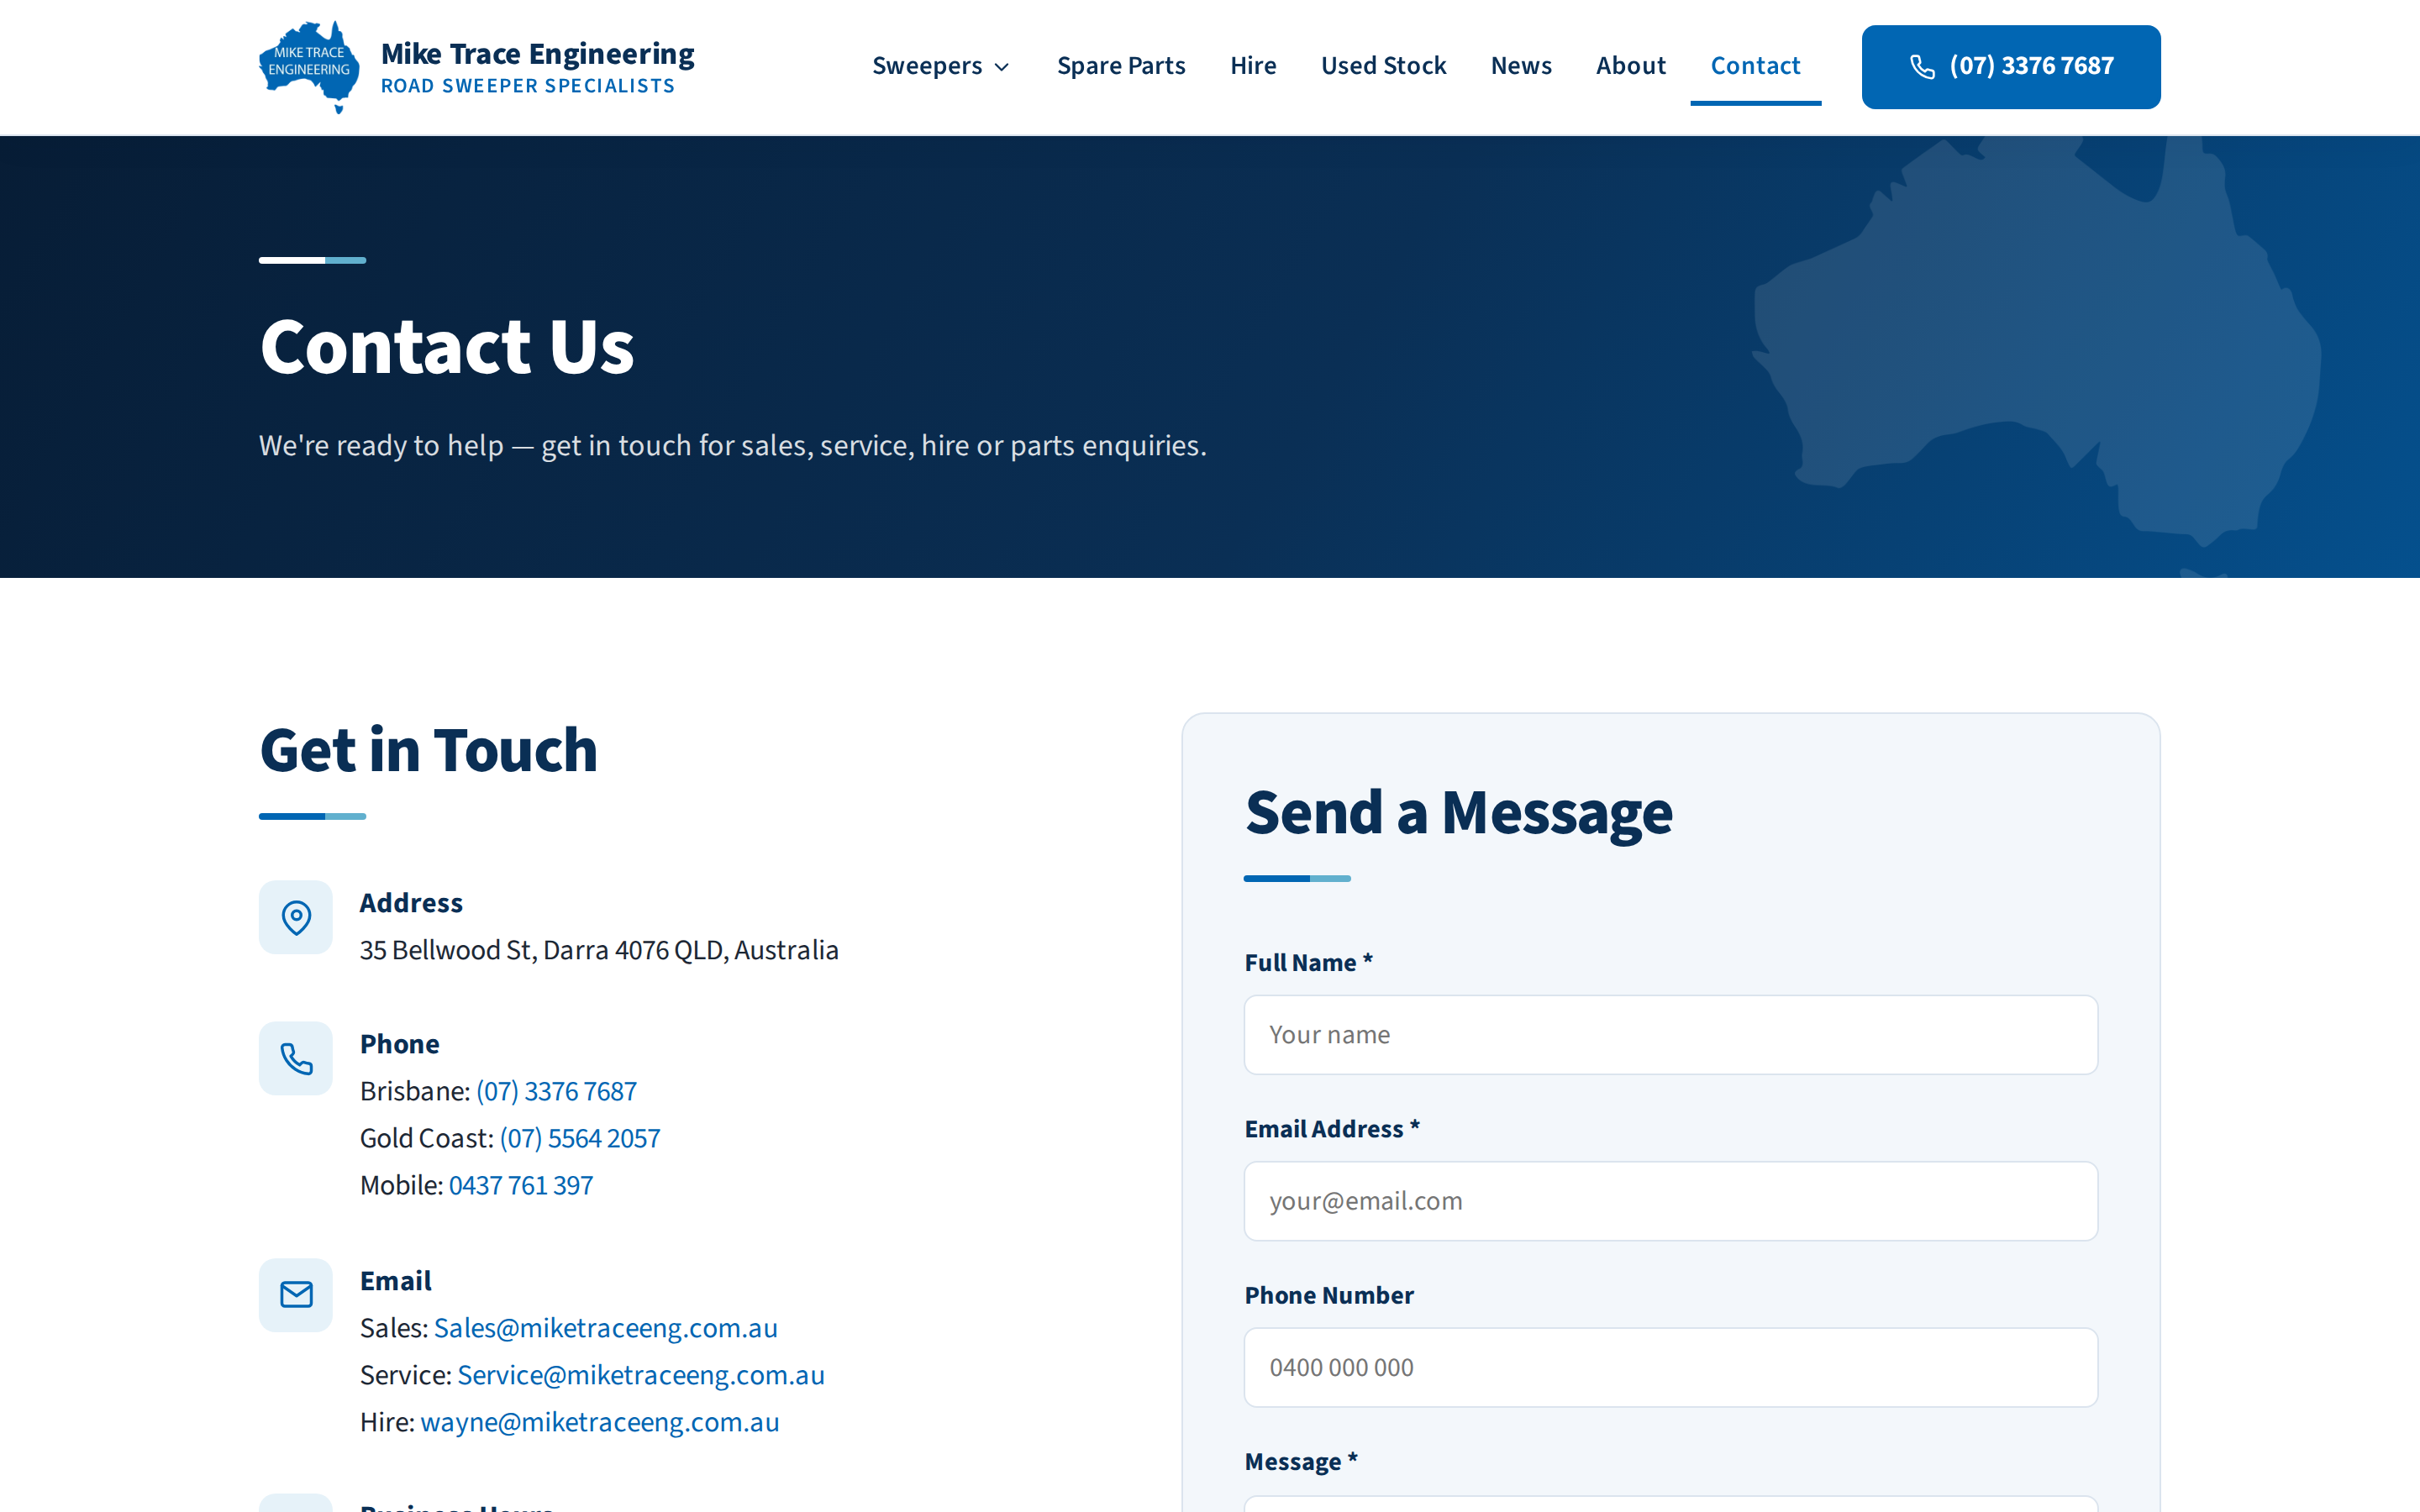 MIKE TRACE
ENGINEERING
Mike Trace Engineering
ROAD SWEEPER SPECIALISTS
Sweepers
Spare Parts
Hire
Used Stock
News
About
Contact
(07) 3376 7687
Contact Us
We're ready to help — get in touch for sales, service, hire or parts enquiries.
Get in Touch
Address
35 Bellwood St, Darra 4076 QLD, Australia
Phone
Brisbane: (07) 3376 7687
Gold Coast: (07) 5564 2057
Mobile: 0437 761 397
Email
Sales: Sales@miketraceeng.com.au
Service: Service@miketraceeng.com.au
Hire: wayne@miketraceeng.com.au
Business Hours
Send a Message
Full Name *
Your name
Email Address *
your@email.com
Phone Number
0400 000 000
Message *